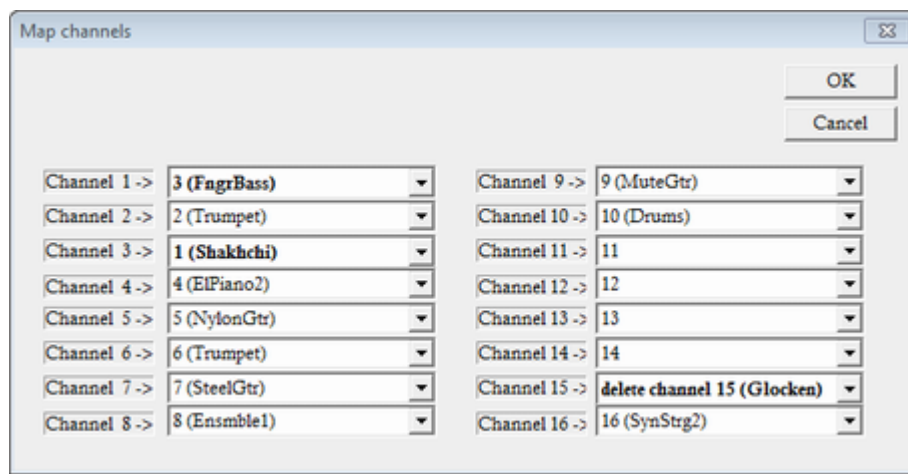 Map channels
OK
Cancel
Channel 1 -> 3 (FngrBass)
Channel 2 -> 2 (Trumpet)
Channel 3 -> 1 (Shakhchi)
Channel 4 -> 4 (ElPiano2)
Channel 5 -> 5 (NylonGtr)
Channel 6 -> 6 (Trumpet)
Channel 7 -> 7 (SteelGtr)
Channel 8 -> 8 (Ensmble1)
Channel 9 -> 9 (MuteGtr)
Channel 10 -> 10 (Drums)
Channel 11 -> 11
Channel 12 -> 12
Channel 13 -> 13
Channel 14 -> 14
Channel 15 -> delete channel 15 (Glocken)
Channel 16 -> 16 (SynStrg2)